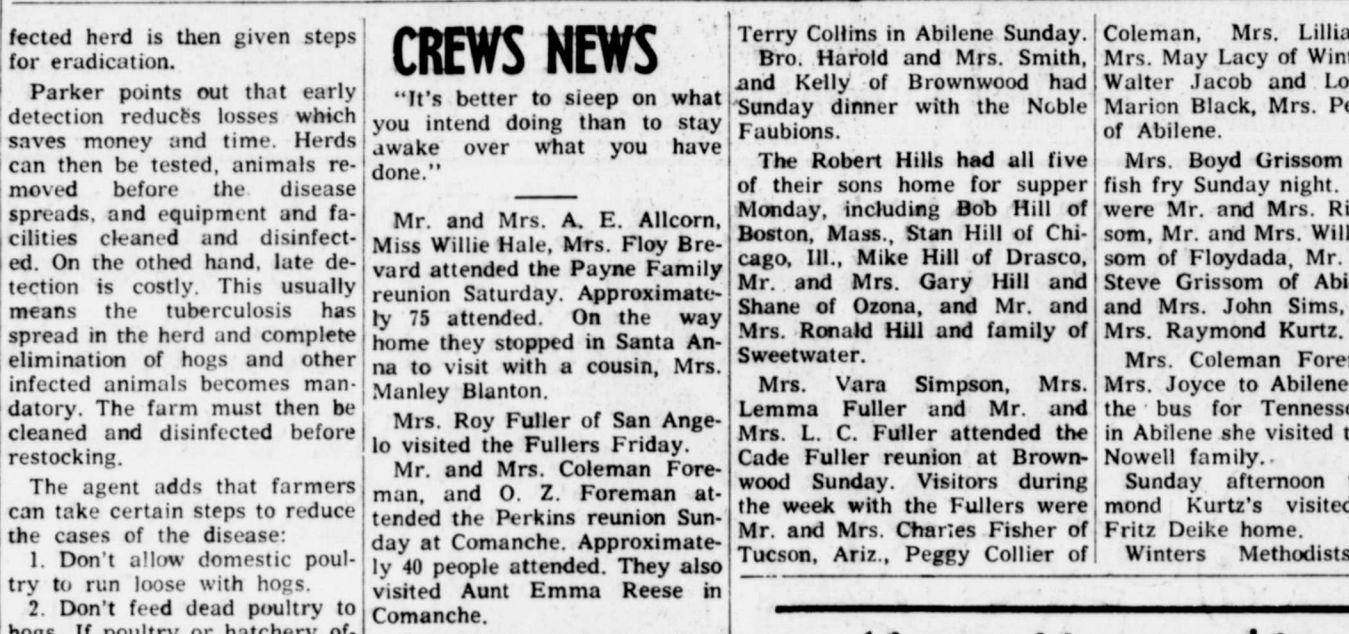 fected herd is then given steps
for eradication.
Parker points out that early
detection reduces losses which
saves money and time. Herds
can then be tested, animals re-
moved before the disease
spreads, and equipment and fa-
cilities cleaned and disinfect-
ed. On the othed hand, late de-
tection is costly. This usually
means the tuberculosis has
spread in the herd and complete
elimination of hogs and other
infected animals becomes man-
datory. The farm must then be
cleaned and disinfected before
restocking.
The agent adds that farmers
can take certain steps to reduce
the cases of the disease:
1. Don't allow domestic poul-
try to run loose with hogs.
2. Don't feed dead poultry to
hogs. If poultry or hatchery of-
CREWS NEWS
"It's better to sleep on what
you intend doing than to stay
awake over what you have
done."
Mr. and Mrs. A. E. Allcorn,
Miss Willie Hale, Mrs. Floy Bre-
vard attended the Payne Family
reunion Saturday. Approximate-
ly 75 attended. On the way
home they stopped in Santa An-
na to visit with a cousin, Mrs.
Manley Blanton.
Mrs. Roy Fuller of San Ange-
lo visited the Fullers Friday.
Mr. and Mrs. Coleman Fore-
man, and O. Z. Foreman at-
tended the Perkins reunion Sun-
day at Comanche. Approximate-
ly 40 people attended. They also
visited Aunt Emma Reese in
Comanche.
Terry Collins in Abilene Sunday.
Bro. Harold and Mrs. Smith,
and Kelly of Brownwood had
Sunday dinner with the Noble
Faubions.
The Robert Hills had all five
of their sons home for supper
Monday, including Bob Hill of
Boston, Mass., Stan Hill of Chi-
cago, Ill., Mike Hill of Drasco,
Mr. and Mrs. Gary Hill and
Shane of Ozona, and Mr. and
Mrs. Ronald Hill and family of
Sweetwater.
Mrs. Vara Simpson, Mrs.
Lemma Fuller and Mr. and
Mrs. L. C. Fuller attended the
Cade Fuller reunion at Brown-
wood Sunday. Visitors during
the week with the Fullers were
Mr. and Mrs. Charles Fisher of
Tucson, Ariz., Peggy Collier of
Coleman, Mrs. Lillia
Mrs. May Lacy of Win
Walter Jacob and Lo
Marion Black, Mrs. Pe
of Abilene.
Mrs. Boyd Grissom
fish fry Sunday night.
were Mr. and Mrs. Ri
som, Mr. and Mrs. Will
som of Floydada, Mr.
Steve Grissom of Abi
and Mrs. John Sims,
Mrs. Raymond Kurtz.
Mrs. Coleman Fore
Mrs. Joyce to Abilene
the bus for Tenness
in Abilene she visited t
Nowell family.
Sunday afternoon
mond Kurtz's visited
Fritz Deike home.
Winters Methodists